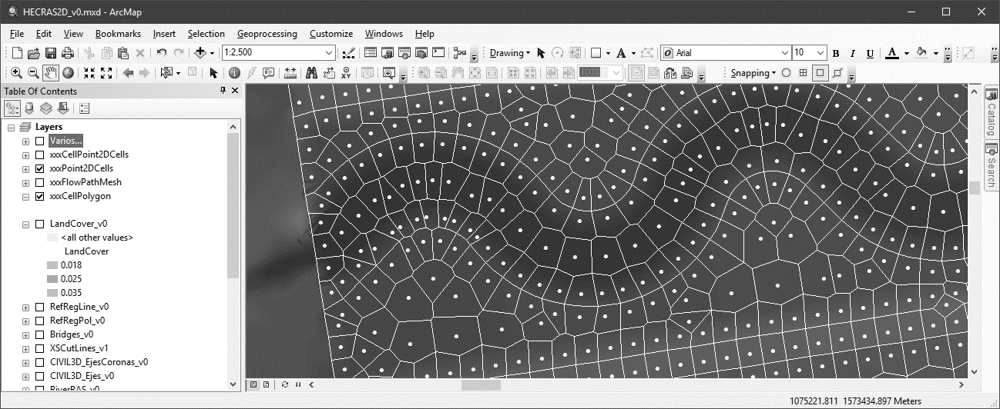 HECRAS2D_v0.mxd - ArcMap
File Edit View Bookmarks Insert Selection Geoprocessing Customize Windows Help
1:2,500 Drawing A Arial 10 B I U A
100% Snapping
Table Of Contents
Layers
Varios...
xxxCellPoint2DCells
xxxPoint2DCells
xxxFlowPathMesh
xxxCellPolygon
LandCover_v0
<all other values>
LandCover
0.018
0.025
0.035
RefRegLine_v0
RefRegPol_v0
Bridges_v0
XSCutLines_v1
CIVIL3D_EjesCoronas_v0
CIVIL3D_Ejes_v0
RiverRAS_v0
Catalog
Search
1075221.811 1573434.897 Meters